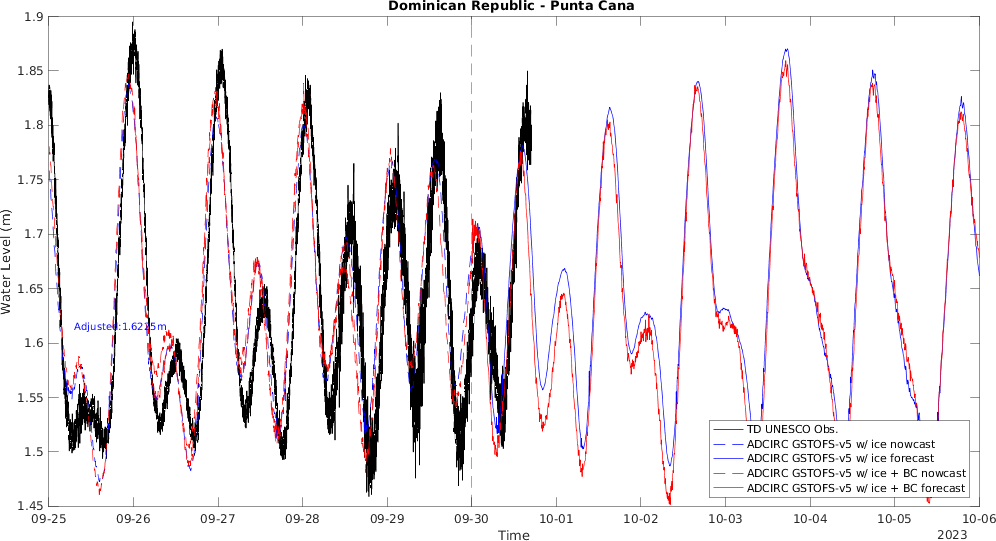 Dominican Republic - Punta Cana
Water Level (m)
1.9
1.85
1.8
1.75
1.7
1.65
1.6
1.55
1.5
1.45
Adjusted:1.6225m
TD UNESCO Obs.
ADCIRC GSTOFS-v5 w/ ice nowcast
ADCIRC GSTOFS-v5 w/ ice forecast
ADCIRC GSTOFS-v5 w/ ice + BC nowcast
ADCIRC GSTOFS-v5 w/ ice + BC forecast
09-25 09-26 09-27 09-28 09-29 09-30 10-01 10-02 10-03 10-04 10-05 10-06
Time
2023